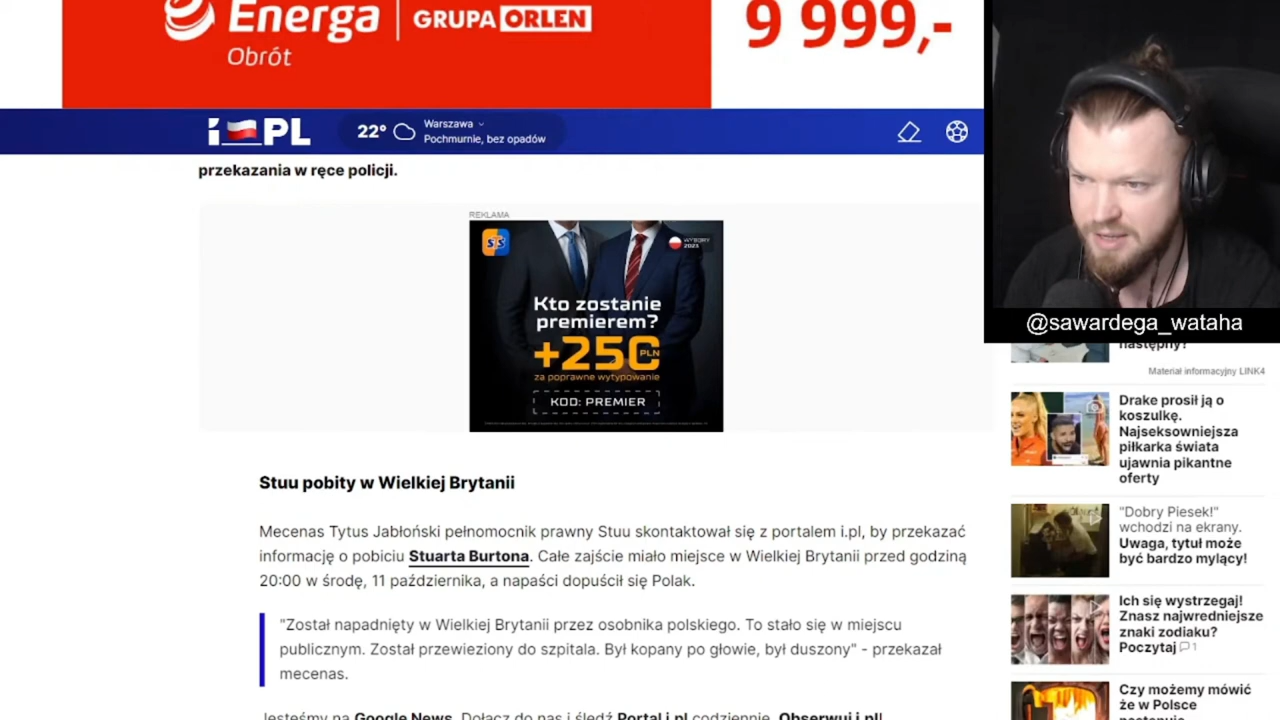 Energa
GRUPA ORLEN
Obrót
9 999,-
i PL
22°
Warszawa
Pochmurnie, bez opadów
przekazania w ręce policji.
REKLAMA
STS
WYBORY
2023
Kto zostanie
premierem?
+250 PLN
za poprawne wytypowanie
KOD: PREMIER
@sawardega_wataha
następny?
Materiał informacyjny LINK4
Drake prosił ją o
koszulkę.
Najseksowniejsza
piłkarka świata
ujawnia pikantne
oferty
"Dobry Piesek!"
wchodzi na ekrany.
Uwaga, tytuł może
być bardzo mylący!
Ich się wystrzegaj!
Znasz najwredniejsze
znaki zodiaku?
Poczytaj 1
Czy możemy mówić
że w Polsce
Stuu pobity w Wielkiej Brytanii
Mecenas Tytus Jabłoński pełnomocnik prawny Stuu skontaktował się z portalem i.pl, by przekazać
informację o pobiciu Stuarta Burtona. Całe zajście miało miejsce w Wielkiej Brytanii przed godziną
20:00 w środę, 11 października, a napaści dopuścił się Polak.
"Został napadnięty w Wielkiej Brytanii przez osobnika polskiego. To stało się w miejscu
publicznym. Został przewieziony do szpitala. Był kopany po głowie, był duszony" - przekazał
mecenas.
Jesteśmy na Google News. Dołącz do nas i śledź Portal i.pl codziennie. Obserwuj i.pl!